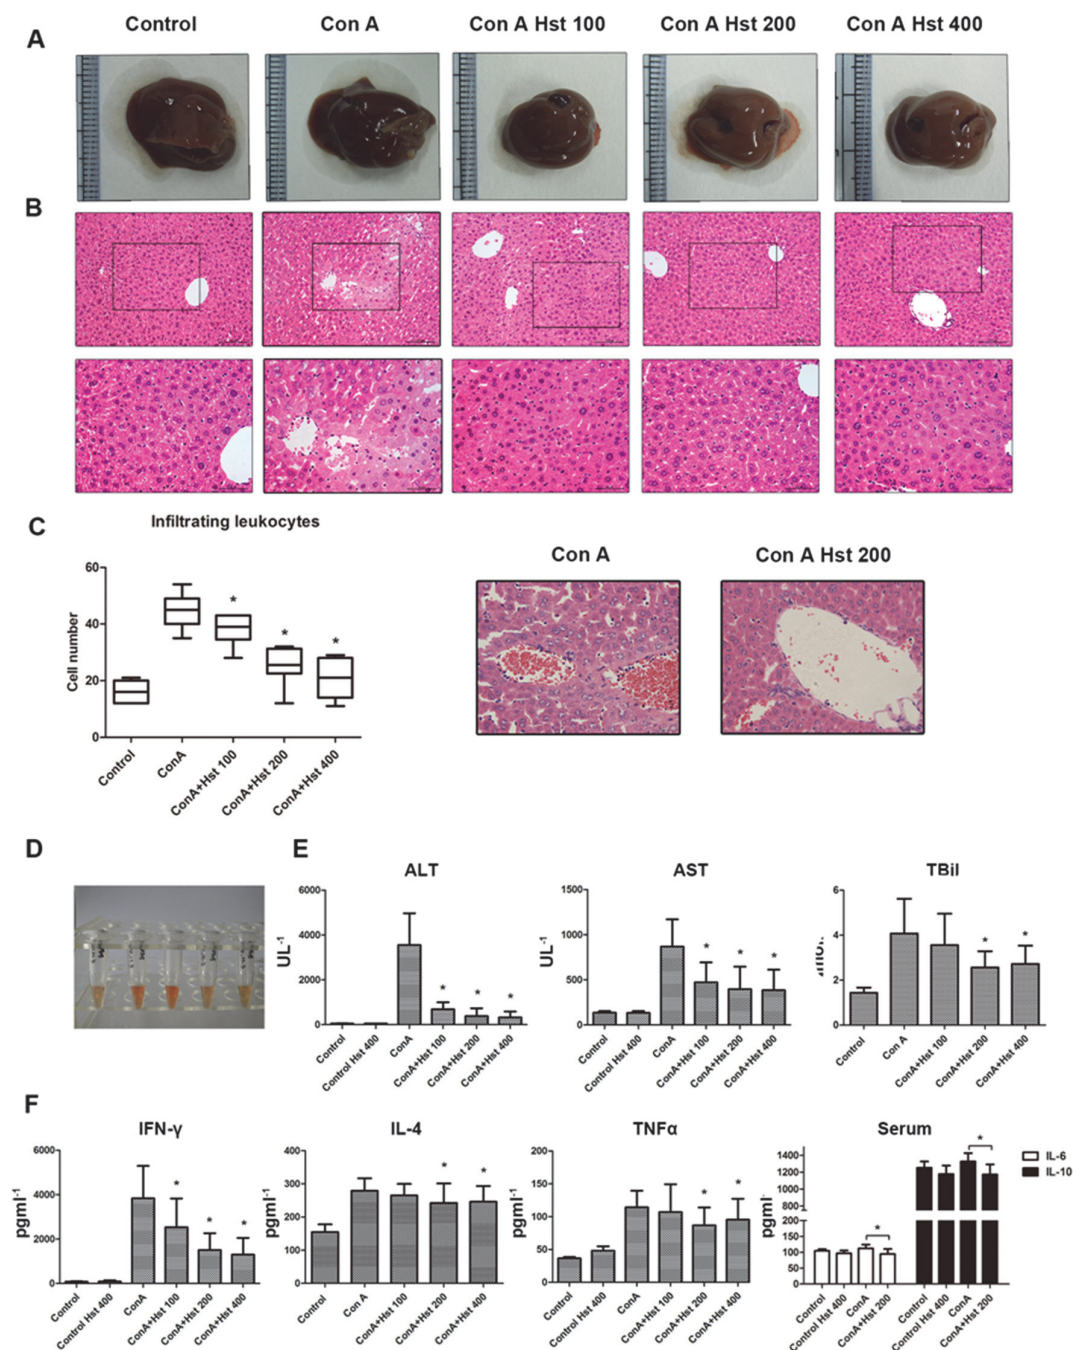 A
Control
Con A
Con A Hst 100
Con A Hst 200
Con A Hst 400
B
C
Infiltrating leukocytes
Cell number
60
40
20
0
*
*
*
Control
ConA
ConA+Hst 100
ConA+Hst 200
ConA+Hst 400
Con A
Con A Hst 200
D
E
ALT
UL-1
6000
4000
2000
0
*
*
*
Control
Control Hst 400
ConA
ConA+Hst 100
ConA+Hst 200
ConA+Hst 400
AST
UL-1
1500
1000
500
0
*
*
*
Control
Control Hst 400
ConA
ConA+Hst 100
ConA+Hst 200
ConA+Hst 400
TBil
6
4
2
0
*
*
Control
Con A
ConA+Hst 100
ConA+Hst 200
ConA+Hst 400
F
IFN-γ
pgml-1
6000
4000
2000
0
*
*
*
Control
Control Hst 400
ConA
ConA+Hst 100
ConA+Hst 200
ConA+Hst 400
IL-4
pgml-1
400
300
200
100
0
*
*
Control
Con A
ConA+Hst 100
ConA+Hst 200
ConA+Hst 400
TNFα
pgml-1
200
150
100
50
0
*
*
Control
Control Hst 400
ConA
ConA+Hst 100
ConA+Hst 200
ConA+Hst 400
Serum
pgml
1400
1200
1000
800
200
150
100
50
0
*
*
IL-6
IL-10
Control
Control Hst 400
ConA
ConA+Hst 200
Control
Control Hst 400
ConA
ConA+Hst 200